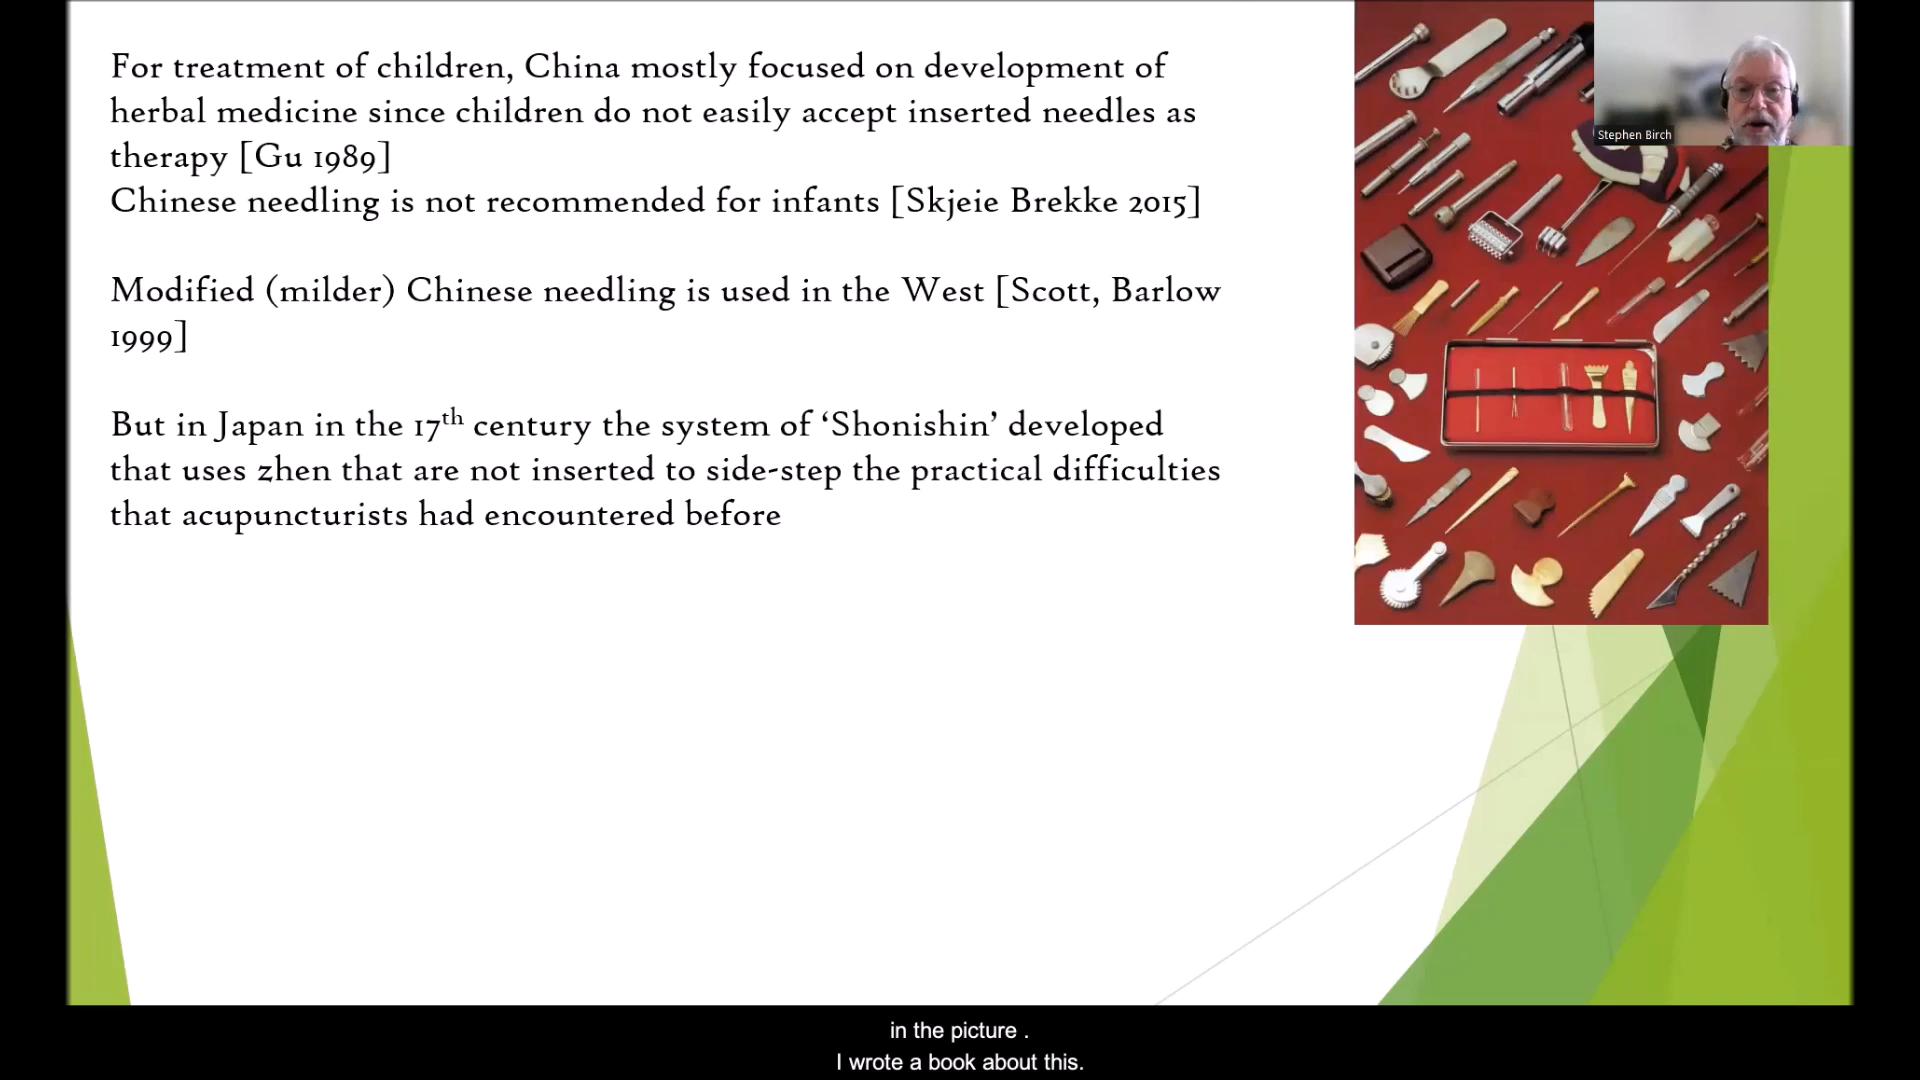 For treatment of children, China mostly focused on development of
herbal medicine since children do not easily accept inserted needles as
therapy [Gu 1989]
Chinese needling is not recommended for infants [Skjeie Brekke 2015]
Modified (milder) Chinese needling is used in the West [Scott, Barlow
1999]
But in Japan in the 17th century the system of ‘Shonishin’ developed
that uses zhen that are not inserted to side-step the practical difficulties
that acupuncturists had encountered before
Stephen Birch
in the picture .
I wrote a book about this.